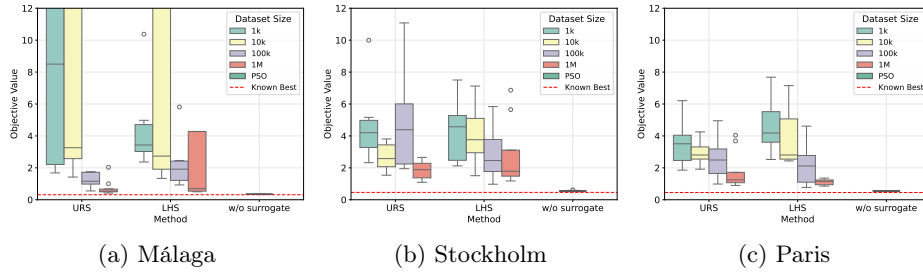 12
10
8
6
4
2
0
Objective Value
URS
LHS
w/o surrogate
Method
Dataset Size
1k
10k
100k
1M
PSO
Known Best
(a) Málaga
12
10
8
6
4
2
0
Objective Value
URS
LHS
w/o surrogate
Method
Dataset Size
1k
10k
100k
1M
PSO
Known Best
(b) Stockholm
12
10
8
6
4
2
0
Objective Value
URS
LHS
w/o surrogate
Method
Dataset Size
1k
10k
100k
1M
PSO
Known Best
(c) Paris